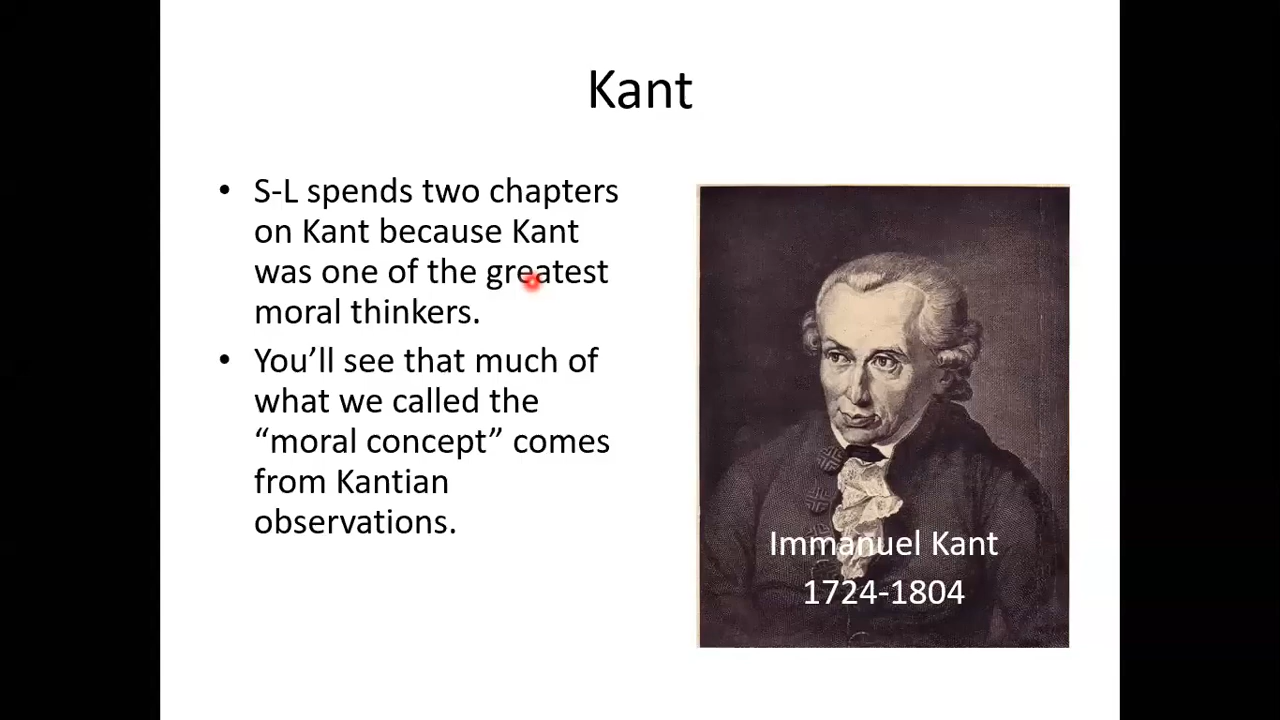 Kant
• S-L spends two chapters
on Kant because Kant
was one of the greatest
moral thinkers.
• You’ll see that much of
what we called the
“moral concept” comes
from Kantian
observations.
Immanuel Kant
1724-1804